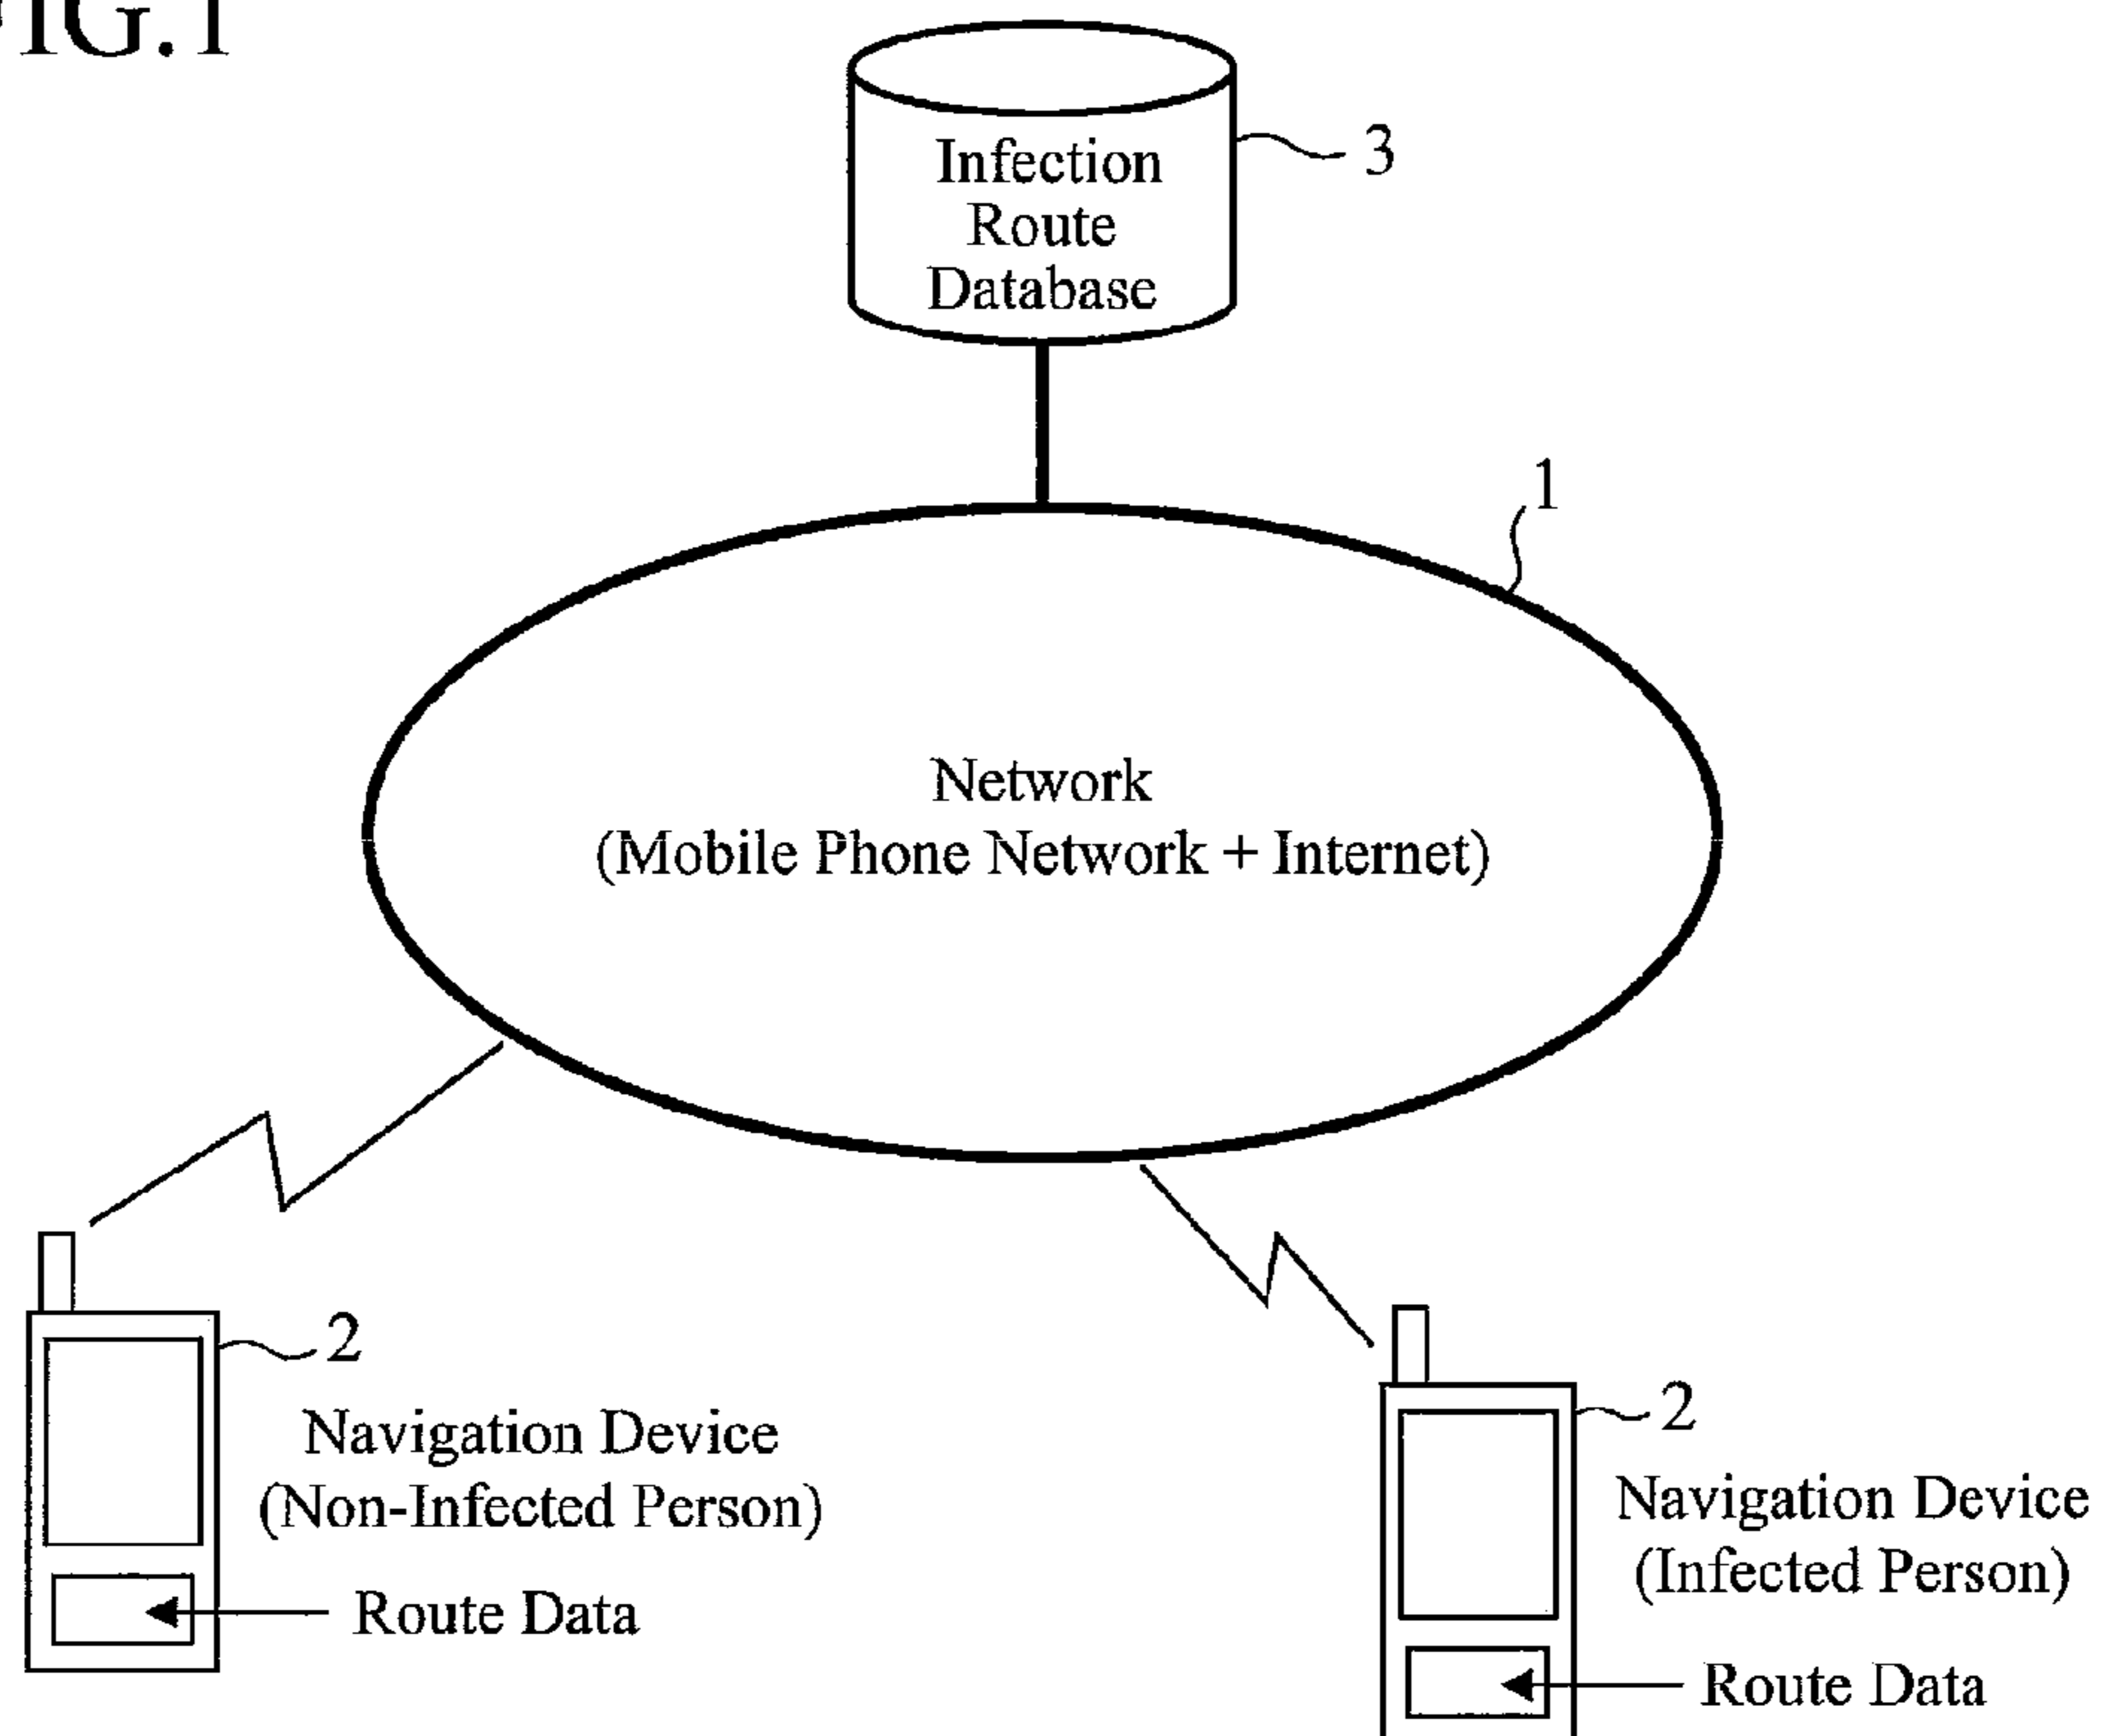 FIG.1
Infection
Route
Database
3
1
Network
(Mobile Phone Network + Internet)
2
Navigation Device
(Non-Infected Person)
Route Data
2
Navigation Device
(Infected Person)
Route Data